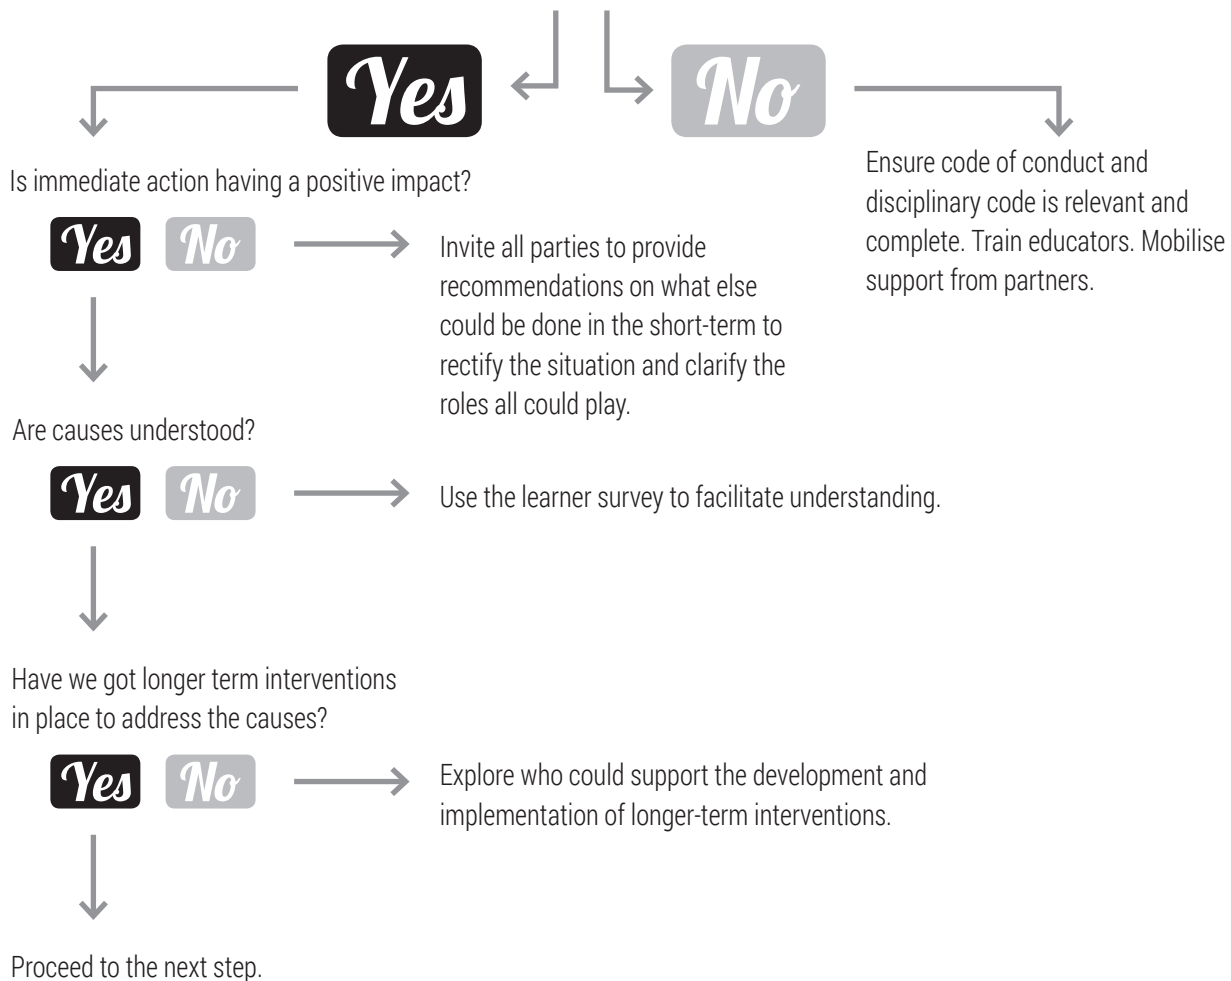 Yes
No
Is immediate action having a positive impact?
Ensure code of conduct and
disciplinary code is relevant and
complete. Train educators. Mobilise
support from partners.
Yes No
Invite all parties to provide
recommendations on what else
could be done in the short-term to
rectify the situation and clarify the
roles all could play.
Are causes understood?
Yes No
Use the learner survey to facilitate understanding.
Have we got longer term interventions
in place to address the causes?
Yes No
Explore who could support the development and
implementation of longer-term interventions.
Proceed to the next step.